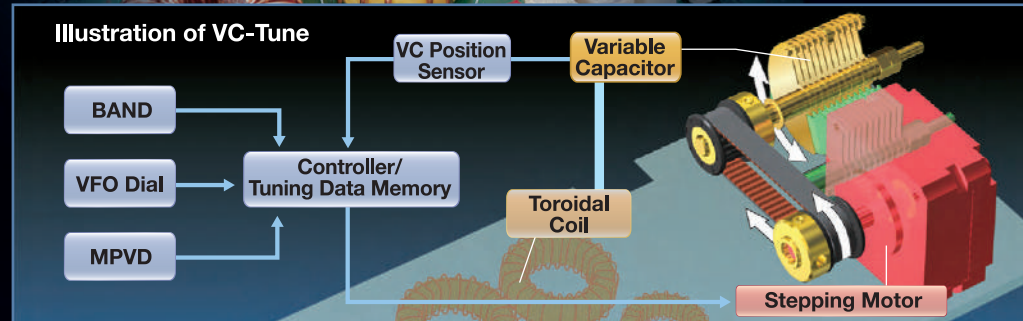 Illustration of VC-Tune
VC Position
Sensor
Variable
Capacitor
BAND
VFO Dial
MPVD
Controller/
Tuning Data Memory
Toroidal
Coil
Stepping Motor